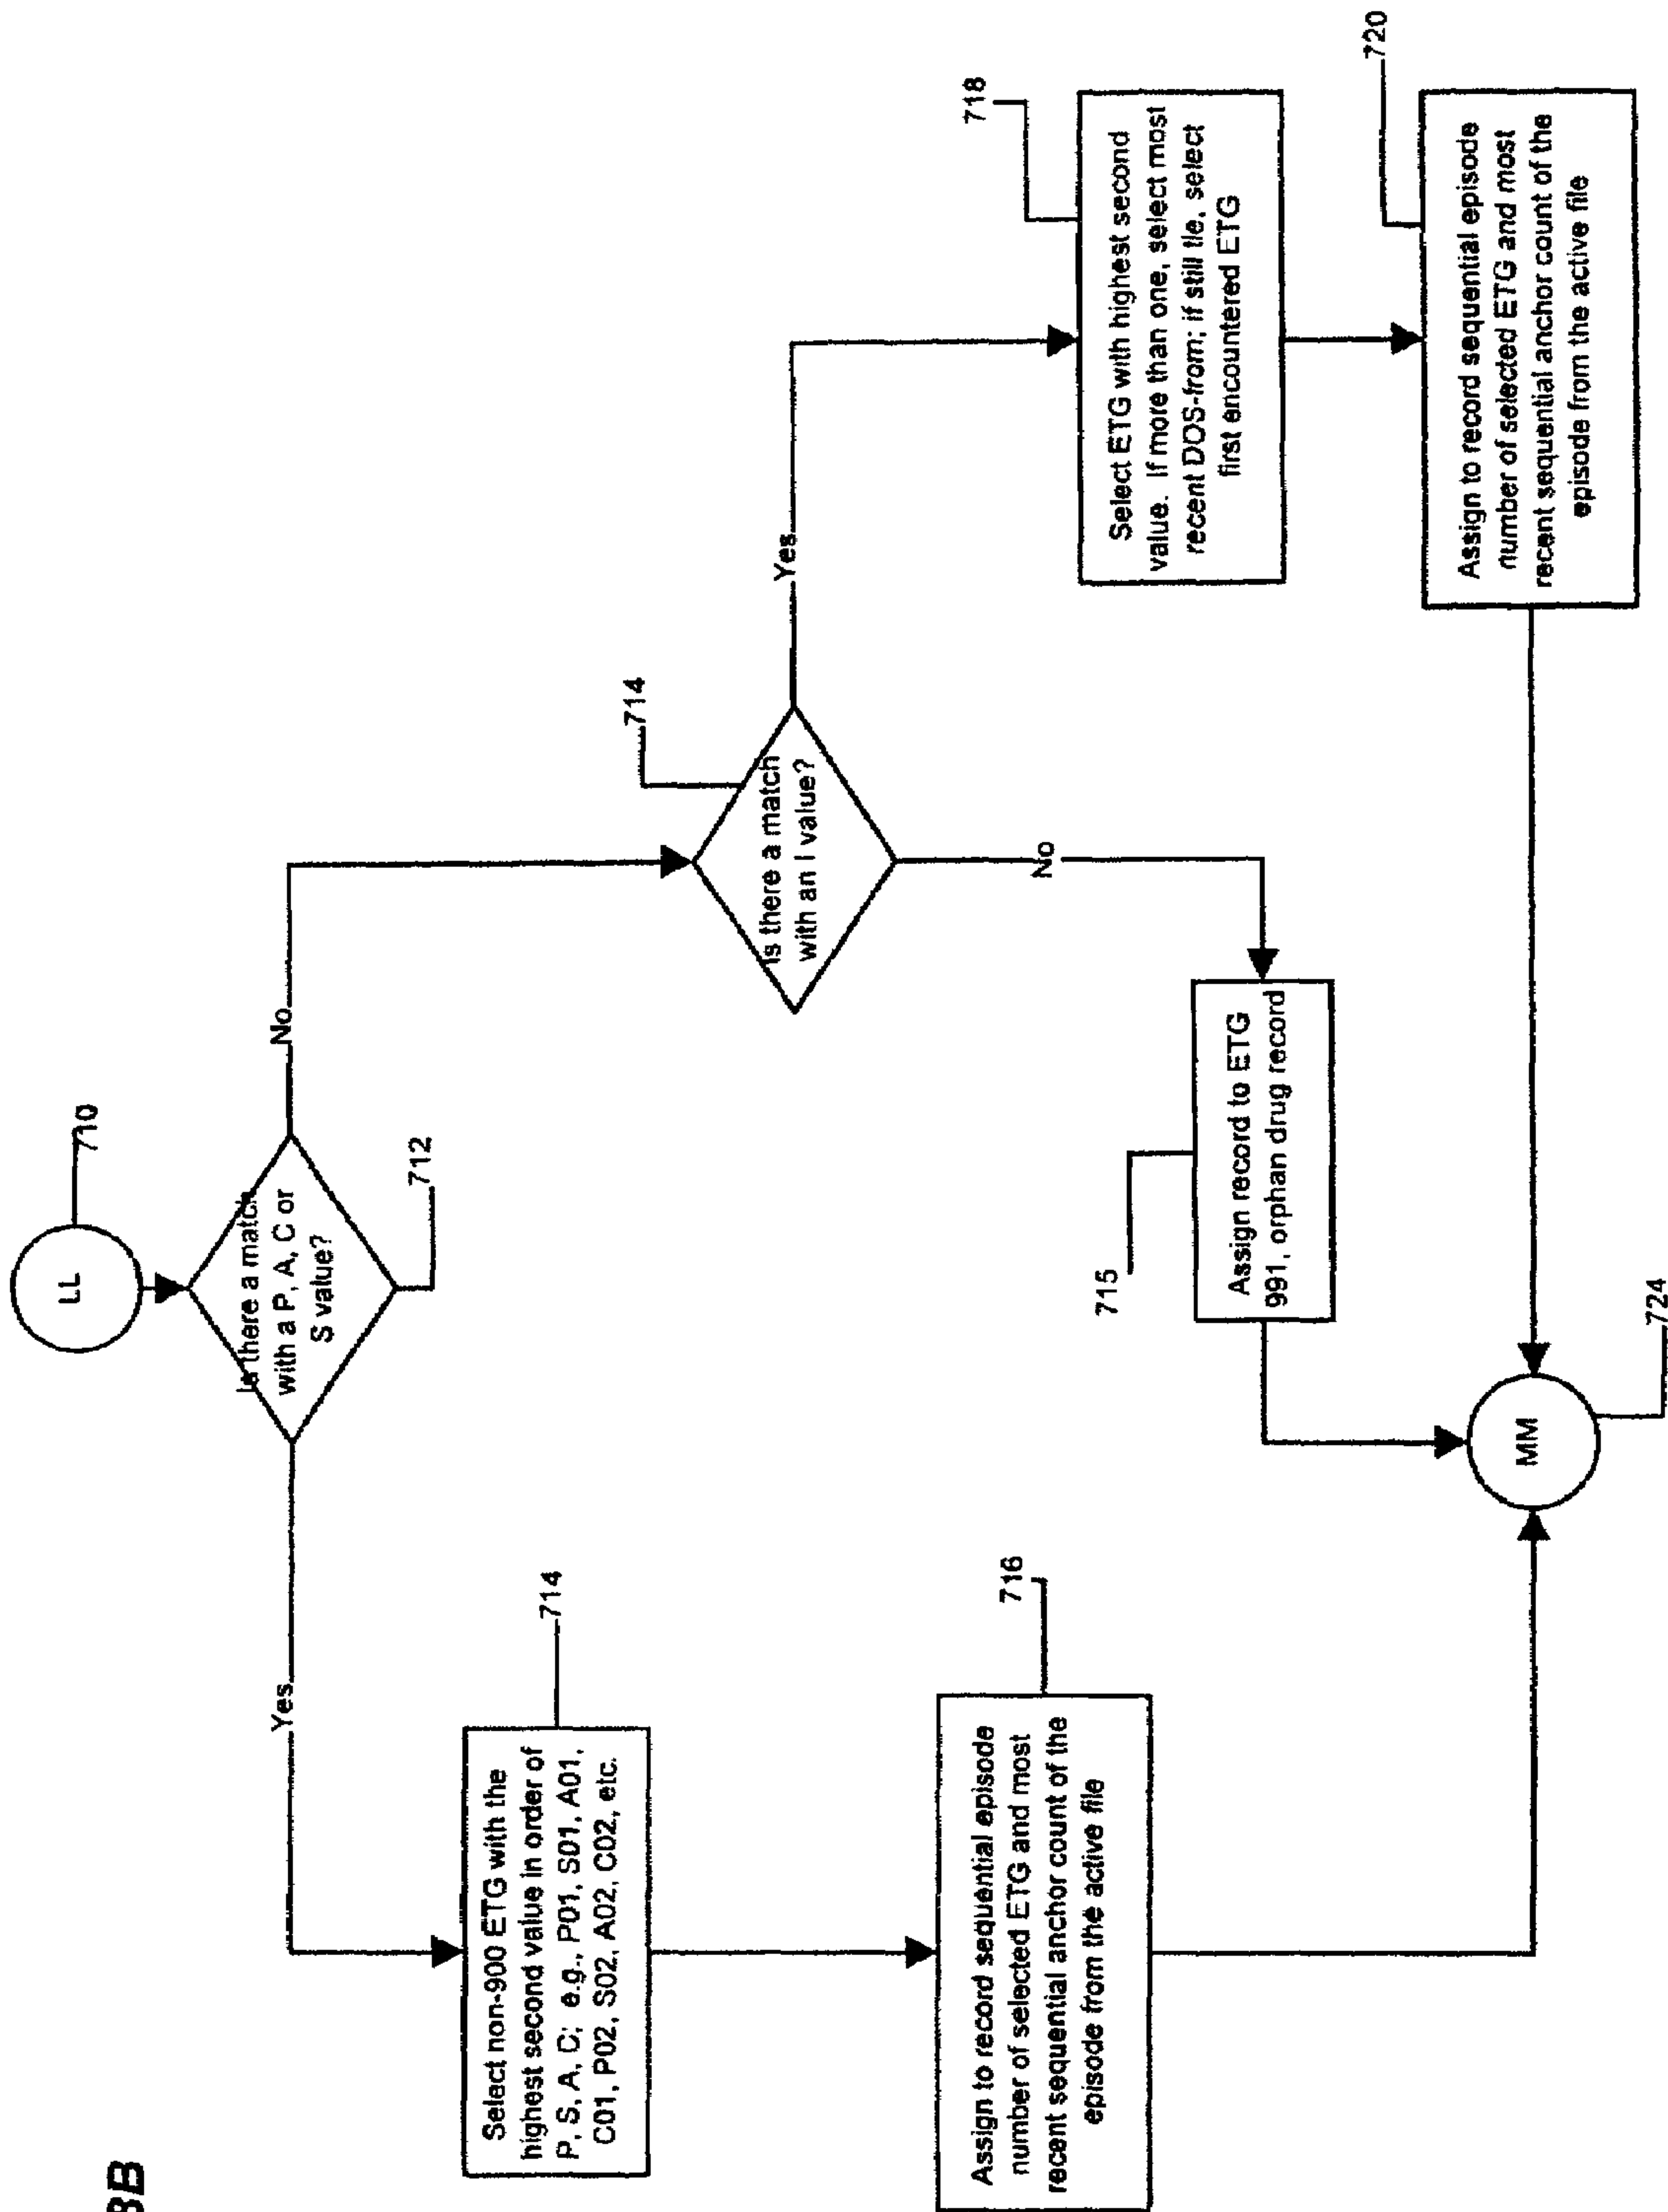 8B
LL
710
Is there a match
with a P, A, C or
S value?
712
Yes
No
Select non-900 ETG with the
highest second value in order of
P, S, A, C; e.g., P01, S01, A01,
C01, P02, S02, A02, C02, etc.
714
Assign to record sequential episode
number of selected ETG and most
recent sequential anchor count of the
episode from the active file
716
Is there a match
with an I value?
714
Yes
No
Assign record to ETG
991, orphan drug record
715
Select ETG with highest second
value. If more than one, select most
recent DOS-from; if still tie, select
first encountered ETG
718
Assign to record sequential episode
number of selected ETG and most
recent sequential anchor count of the
episode from the active file
720
MM
724